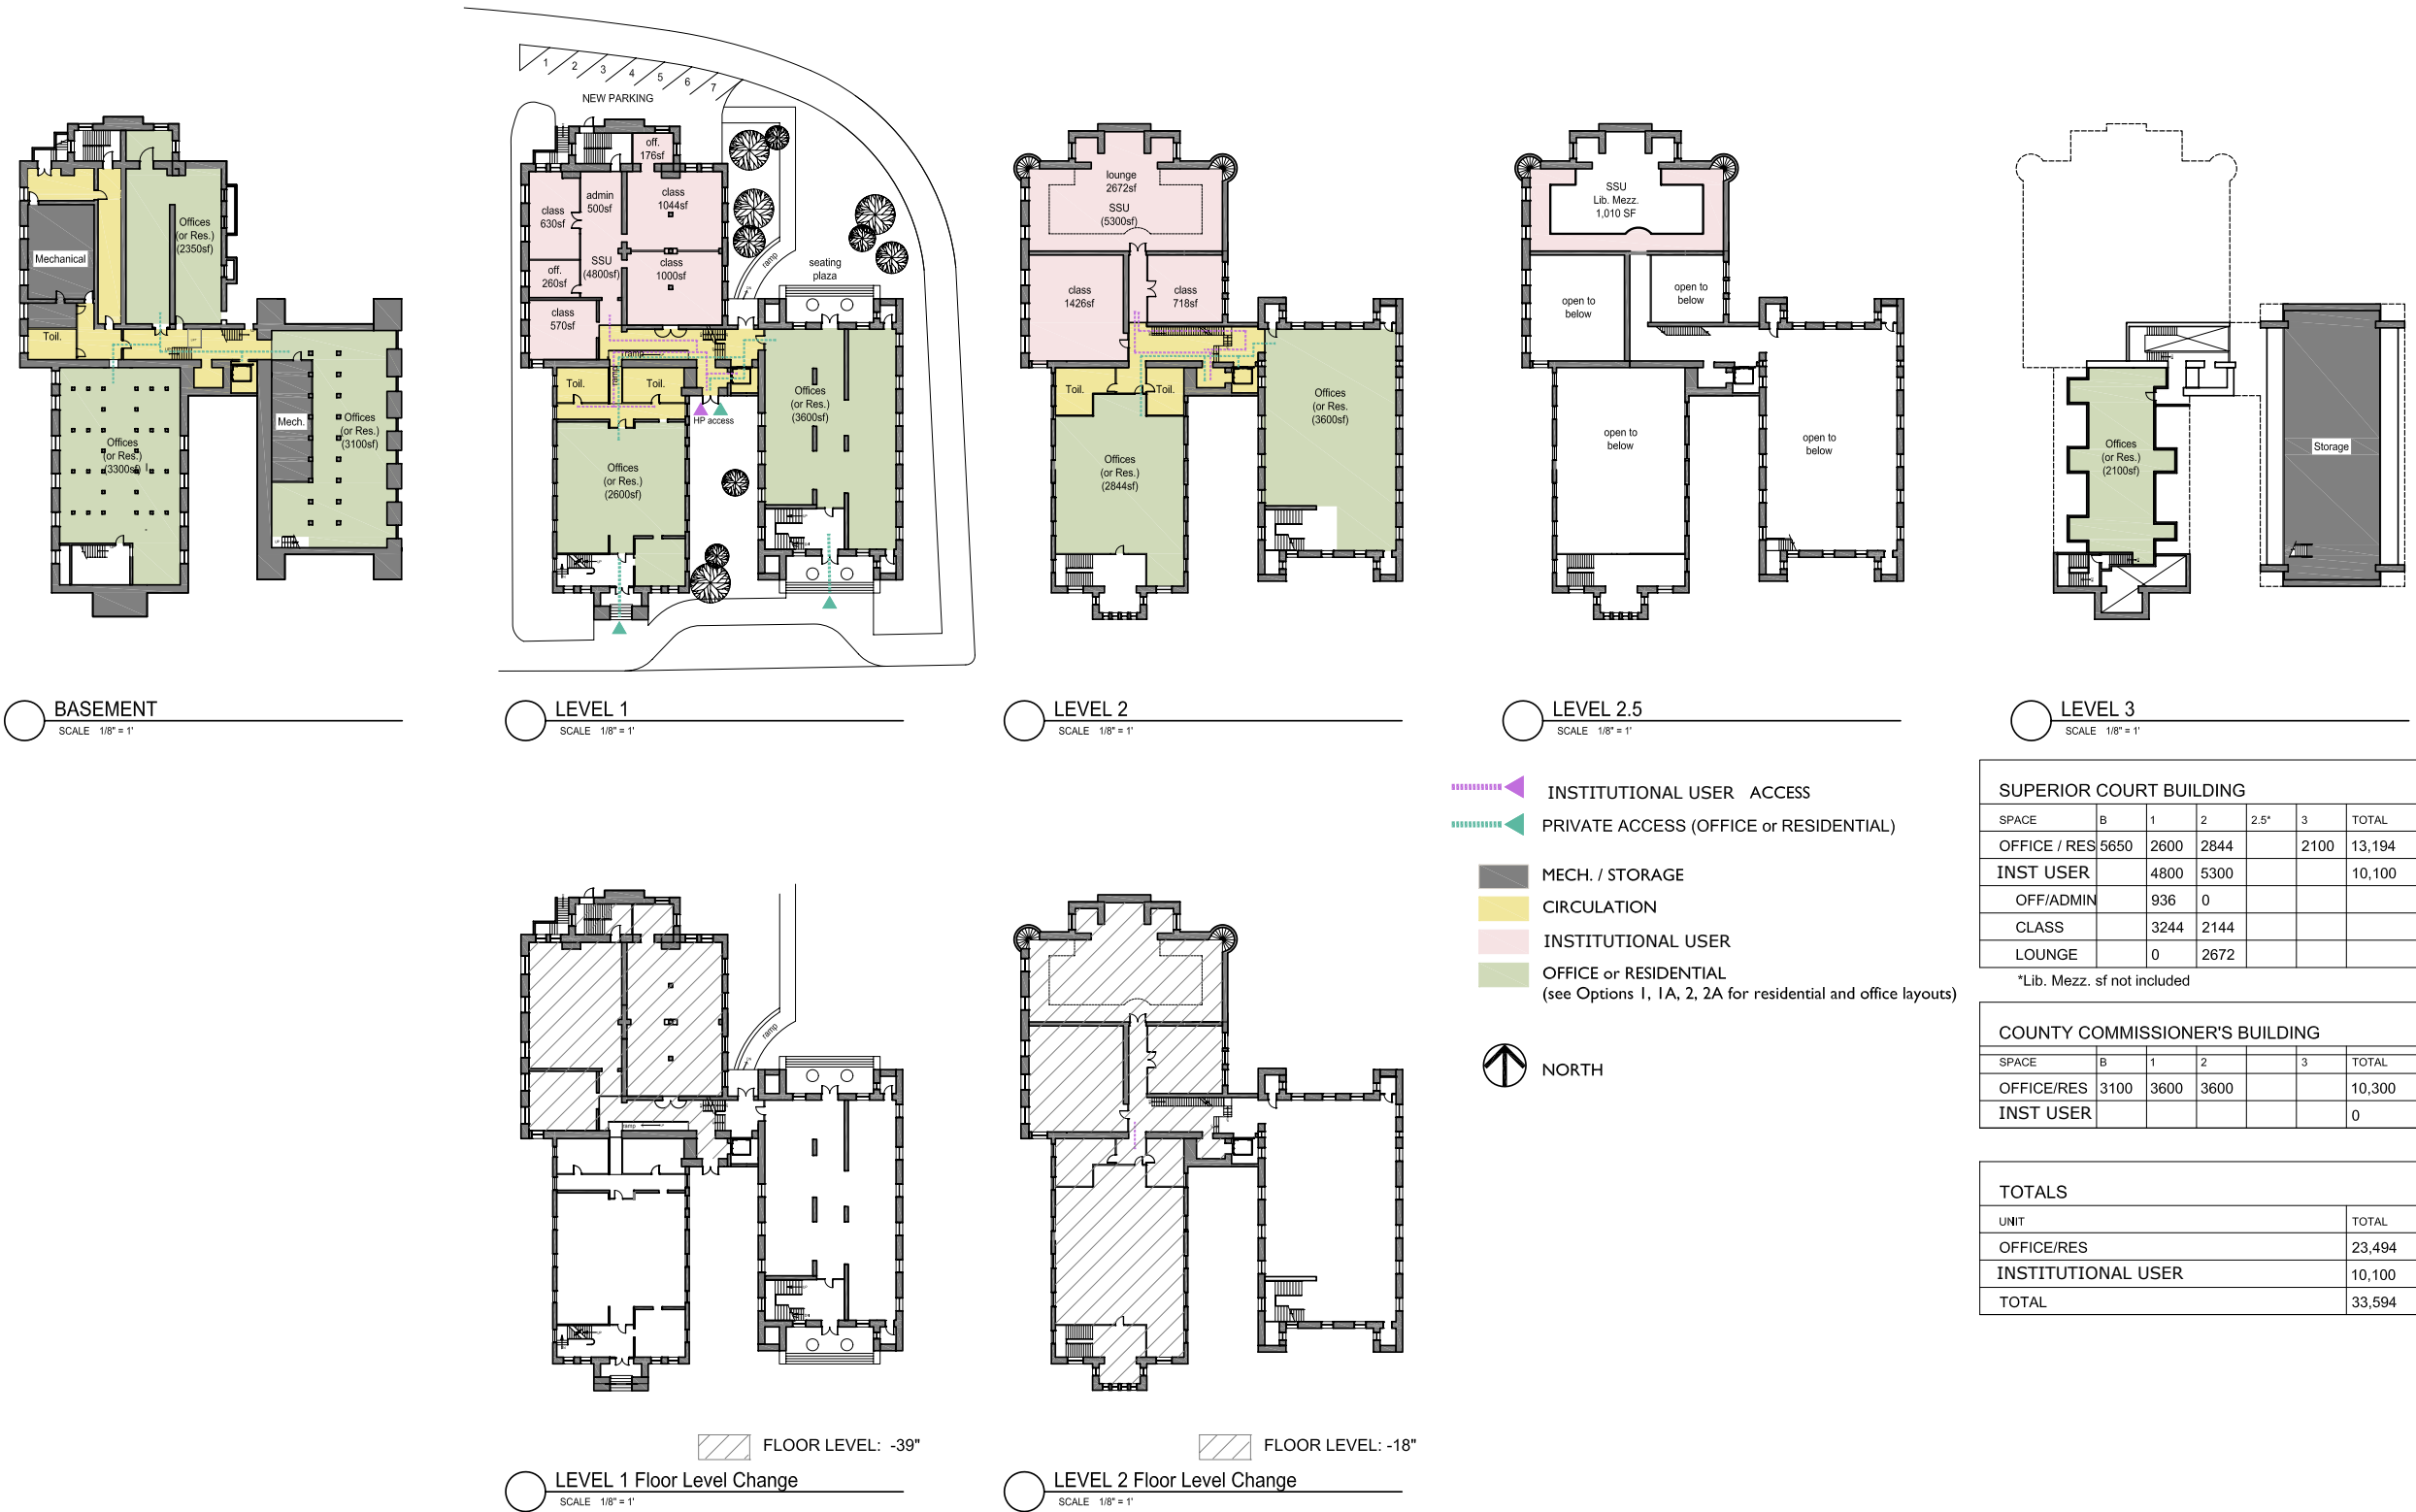 1
2
3
4
5
6
7
NEW PARKING
Offices
(or Res.)
(2350sf)
Mechanical
Toil.
Mech.
Offices
(or Res.)
(3100sf)
Offices
(or Res.)
(3300sf)
BASEMENT
SCALE 1/8" = 1'
off.
176sf
class
630sf
admin
500sf
class
1044sf
off.
260sf
SSU
(4800sf)
class
1000sf
class
570sf
ramp
seating
plaza
ramp
ramp
Toil.
Toil.
HP access
Offices
(or Res.)
(3600sf)
Offices
(or Res.)
(2600sf)
LEVEL 1
SCALE 1/8" = 1'
lounge
2672sf
SSU
(5300sf)
class
1426sf
class
718sf
Toil.
Toil.
Offices
(or Res.
(3600sf)
Offices
(or Res.)
(2844sf)
LEVEL 2
SCALE 1/8" = 1'
SSU
Lib. Mezz.
1,010 SF
open to
below
open to
below
open to
below
open to
below
LEVEL 2.5
SCALE 1/8" = 1'
Offices
(or Res.)
(2100sf)
Storage
LEVEL 3
SCALE 1/8" = 1'
INSTITUTIONAL USER ACCESS
PRIVATE ACCESS (OFFICE or RESIDENTIAL)
MECH. / STORAGE
CIRCULATION
INSTITUTIONAL USER
OFFICE or RESIDENTIAL
(see Options 1, 1A, 2, 2A for residential and office layouts)
NORTH
SUPERIOR COURT BUILDING
SPACE B 1 2 2.5* 3 TOTAL
OFFICE / RES 5650 2600 2844 2100 13,194
INST USER 4800 5300 10,100
OFF/ADMIN 936 0
CLASS 3244 2144
LOUNGE 0 2672
*Lib. Mezz. sf not included
COUNTY COMMISSIONER'S BUILDING
SPACE B 1 2 3 TOTAL
OFFICE/RES 3100 3600 3600 10,300
INST USER 0
TOTALS
UNIT TOTAL
OFFICE/RES 23,494
INSTITUTIONAL USER 10,100
TOTAL 33,594
ramp
ramp
FLOOR LEVEL: -39"
LEVEL 1 Floor Level Change
SCALE 1/8" = 1'
FLOOR LEVEL: -18"
LEVEL 2 Floor Level Change
SCALE 1/8" = 1'